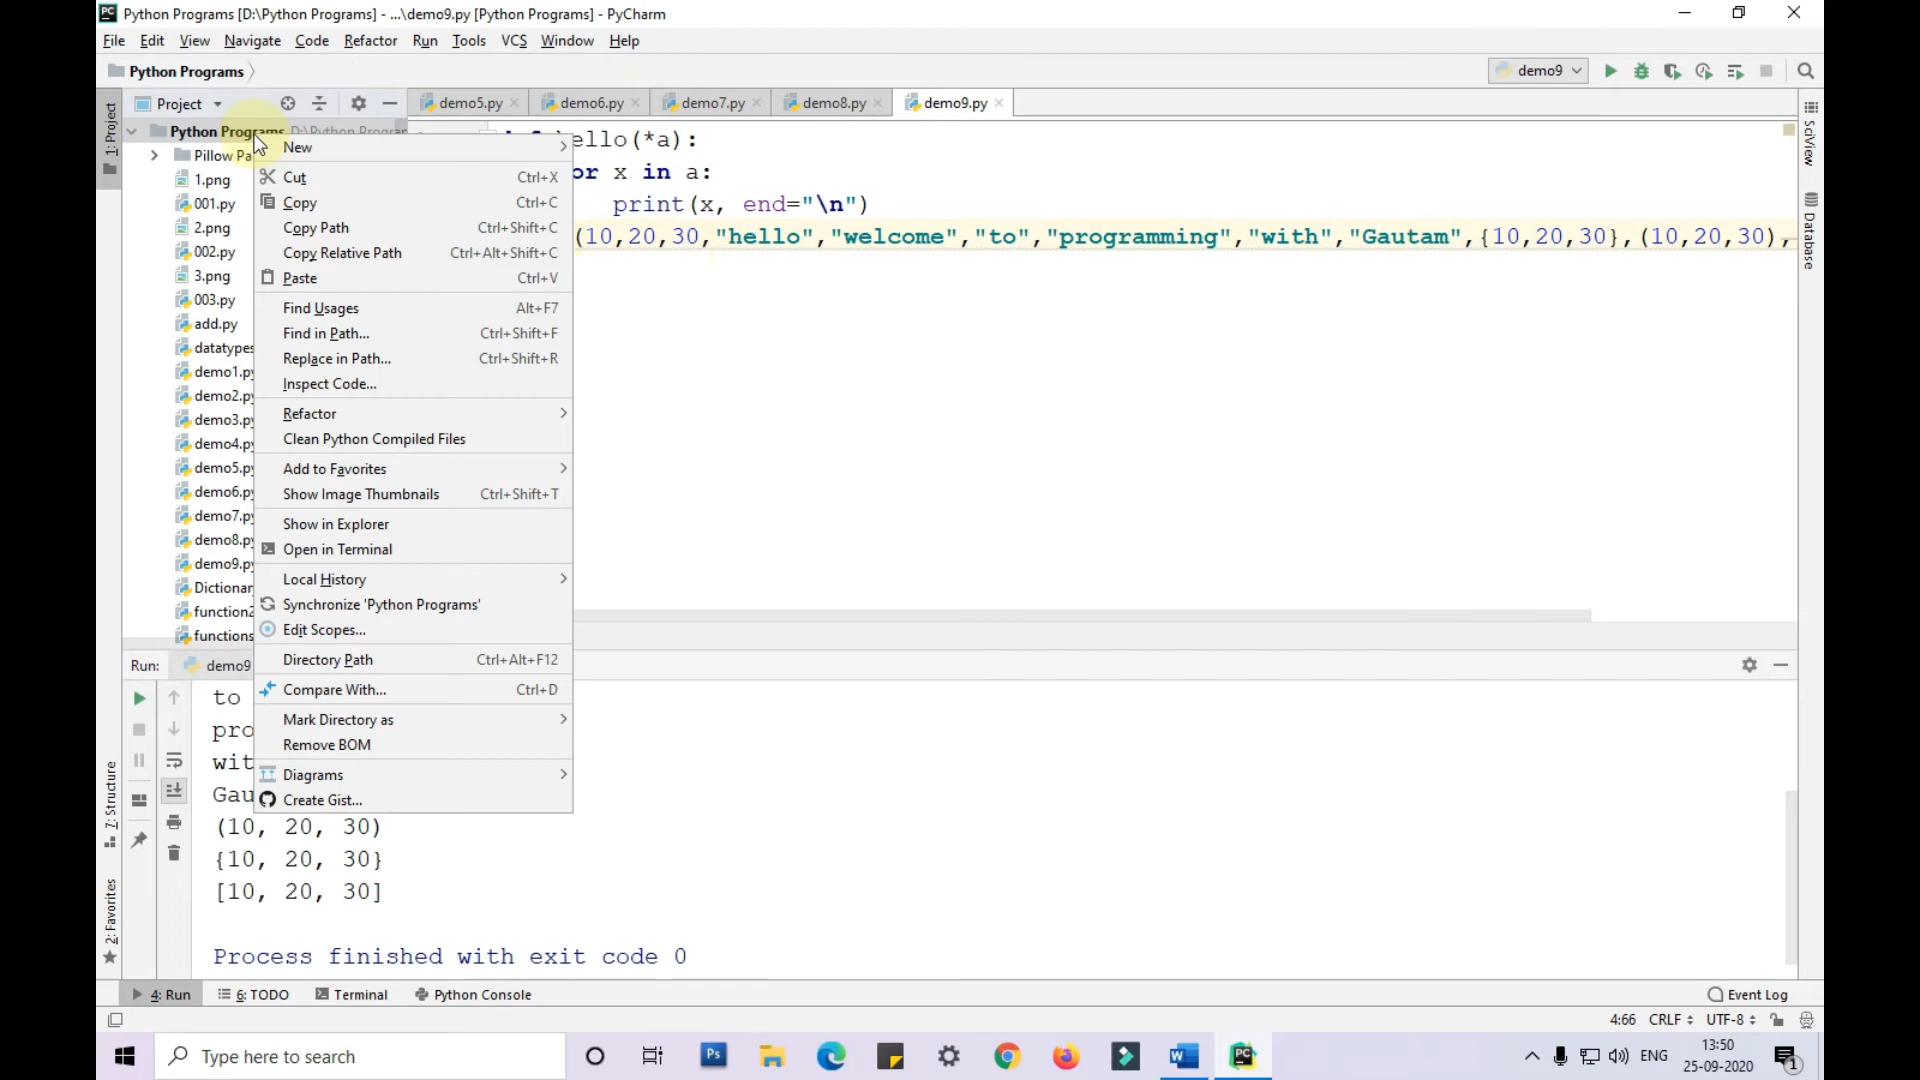 Python Programs [D:\Python Programs] - ...\demo9.py [Python Programs] - PyCharm
File Edit View Navigate Code Refactor Run Tools VCS Window Help
Python Programs
demo9
1: Project
Project
demo5.py
demo6.py
demo7.py
demo8.py
demo9.py
Python Programs D:\Python Prograr
Pillow Pa
1.png
001.py
2.png
002.py
3.png
003.py
add.py
datatypes
demo1.py
demo2.py
demo3.py
demo4.py
demo5.py
demo6.py
demo7.py
demo8.py
demo9.py
Dictionar
function2
functions
New
Cut Ctrl+X
Copy Ctrl+C
Copy Path Ctrl+Shift+C
Copy Relative Path Ctrl+Alt+Shift+C
Paste Ctrl+V
Find Usages Alt+F7
Find in Path... Ctrl+Shift+F
Replace in Path... Ctrl+Shift+R
Inspect Code...
Refactor
Clean Python Compiled Files
Add to Favorites
Show Image Thumbnails Ctrl+Shift+T
Show in Explorer
Open in Terminal
Local History
Synchronize 'Python Programs'
Edit Scopes...
Directory Path Ctrl+Alt+F12
Compare With... Ctrl+D
Mark Directory as
Remove BOM
Diagrams
Create Gist...
ello(*a):
or x in a:
print(x, end="\n")
(10,20,30,"hello","welcome","to","programming","with","Gautam",{10,20,30},(10,20,30),
SciView
Database
Run: demo9
to
pro
wit
Gau
(10, 20, 30)
{10, 20, 30}
[10, 20, 30]
Process finished with exit code 0
7: Structure
2: Favorites
4: Run 6: TODO Terminal Python Console Event Log
4:66 CRLF UTF-8
Type here to search
Ps
W
PC
ENG
13:50
25-09-2020
1